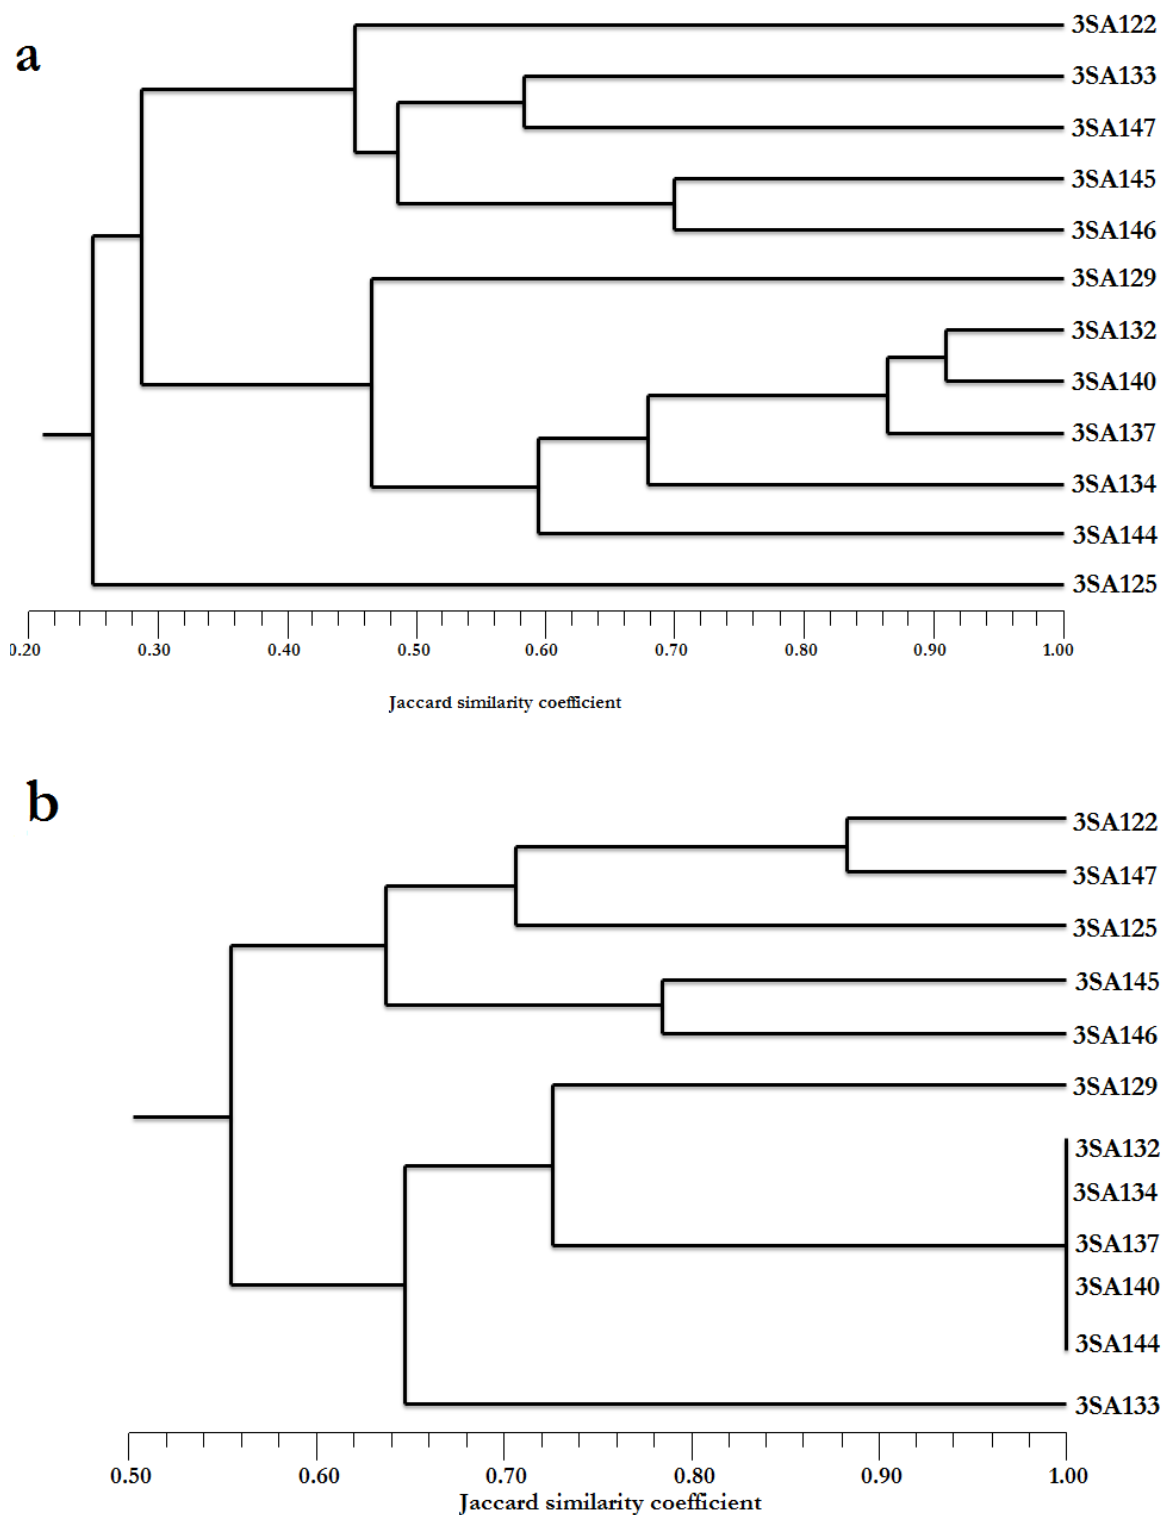 a
3SA122
3SA133
3SA147
3SA145
3SA146
3SA129
3SA132
3SA140
3SA137
3SA134
3SA144
3SA125
0.20 0.30 0.40 0.50 0.60 0.70 0.80 0.90 1.00
Jaccard similarity coefficient
b
3SA122
3SA147
3SA125
3SA145
3SA146
3SA129
3SA132
3SA134
3SA137
3SA140
3SA144
3SA133
0.50 0.60 0.70 0.80 0.90 1.00
Jaccard similarity coefficient